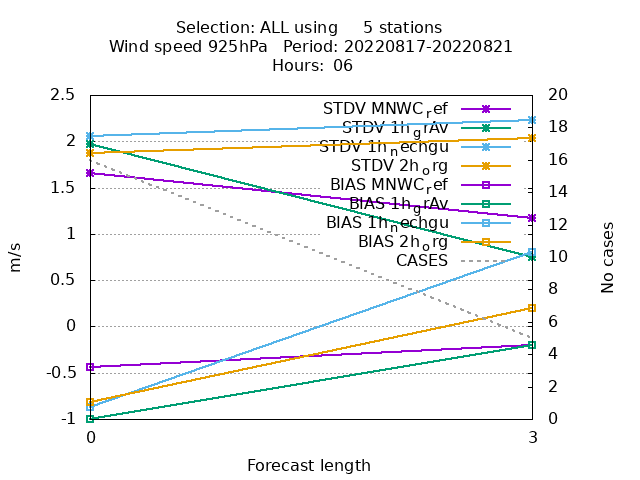 Selection: ALL using 5 stations
Wind speed 925hPa Period: 20220817-20220821
Hours: 06
2.5
2
1.5
1
0.5
0
-0.5
-1
20
18
16
14
12
10
8
6
4
2
0
m/s
No cases
STDV MNWC_ref
STDV 1h_grAv
STDV 1h_nechgu
STDV 2h_org
BIAS MNWC_ref
BIAS 1h_grAv
BIAS 1h_nechgu
BIAS 2h_org
CASES
0
3
Forecast length